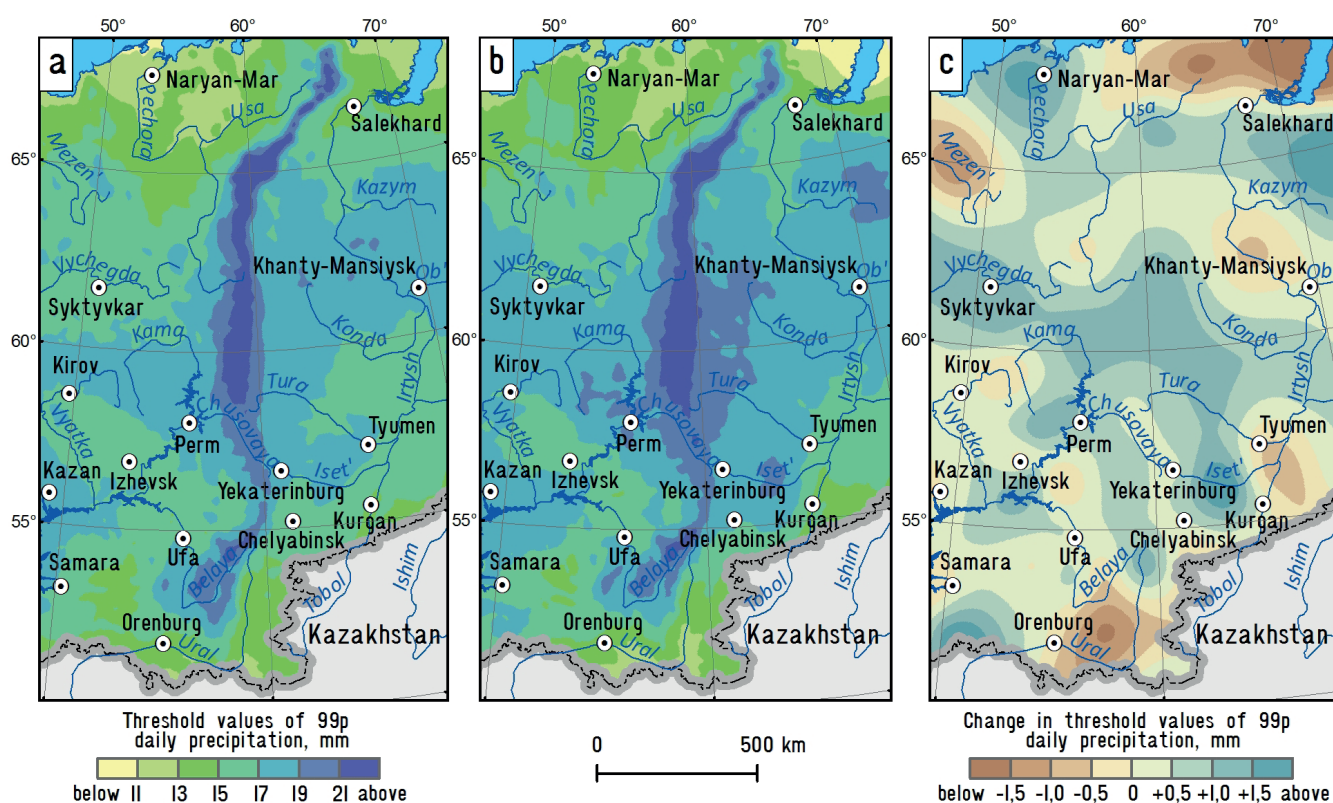 50° 60° 70°
a
Naryan-Mar
Pechora
Usa
Salekhard
65°
Mezen'
Kazym
Vychegda
Khanty-Mansiysk
Ob'
Syktyvkar
Konda
60°
Kama
Irtysh
Kirov
Tura
Vyatka
Perm
Chusovaya
Tyumen
Kazan
Izhevsk
Iset'
Yekaterinburg
55°
Kurgan
Chelyabinsk
Ufa
Samara
Belaya
Tobol
Ishim
Orenburg
Ural
Kazakhstan
50° 60° 70°
b
Naryan-Mar
Pechora
Usa
Salekhard
65°
Kazym
Khanty-Mansiysk
Vychegda
Ob'
Syktyvkar
Konda
60°
Kama
Irtysh
Kirov
Tura
Vyatka
Perm
Chusovaya
Tyumen
Kazan
Izhevsk
Iset'
Yekaterinburg
55°
Kurgan
Chelyabinsk
Ufa
Samara
Belaya
Tobol
Ishim
Orenburg
Ural
Kazakhstan
50° 60° 70°
c
Naryan-Mar
Pechora
Usa
Salekhard
65°
Mezen'
Kazym
Vychegda
Khanty-Mansiysk
Ob'
Syktyvkar
Konda
60°
Kama
Irtysh
Kirov
Tura
Vyatka
Perm
Chusovaya
Tyumen
Kazan
Izhevsk
Iset'
Yekaterinburg
55°
Kurgan
Chelyabinsk
Ufa
Samara
Belaya
Tobol
Ishim
Orenburg
Ural
Kazakhstan
Threshold values of 99p
daily precipitation, mm
below 11 13 15 17 19 21 above
0 500 km
Change in threshold values of 99p
daily precipitation, mm
below -1,5 -1,0 -0,5 0 +0,5 +1,0 +1,5 above